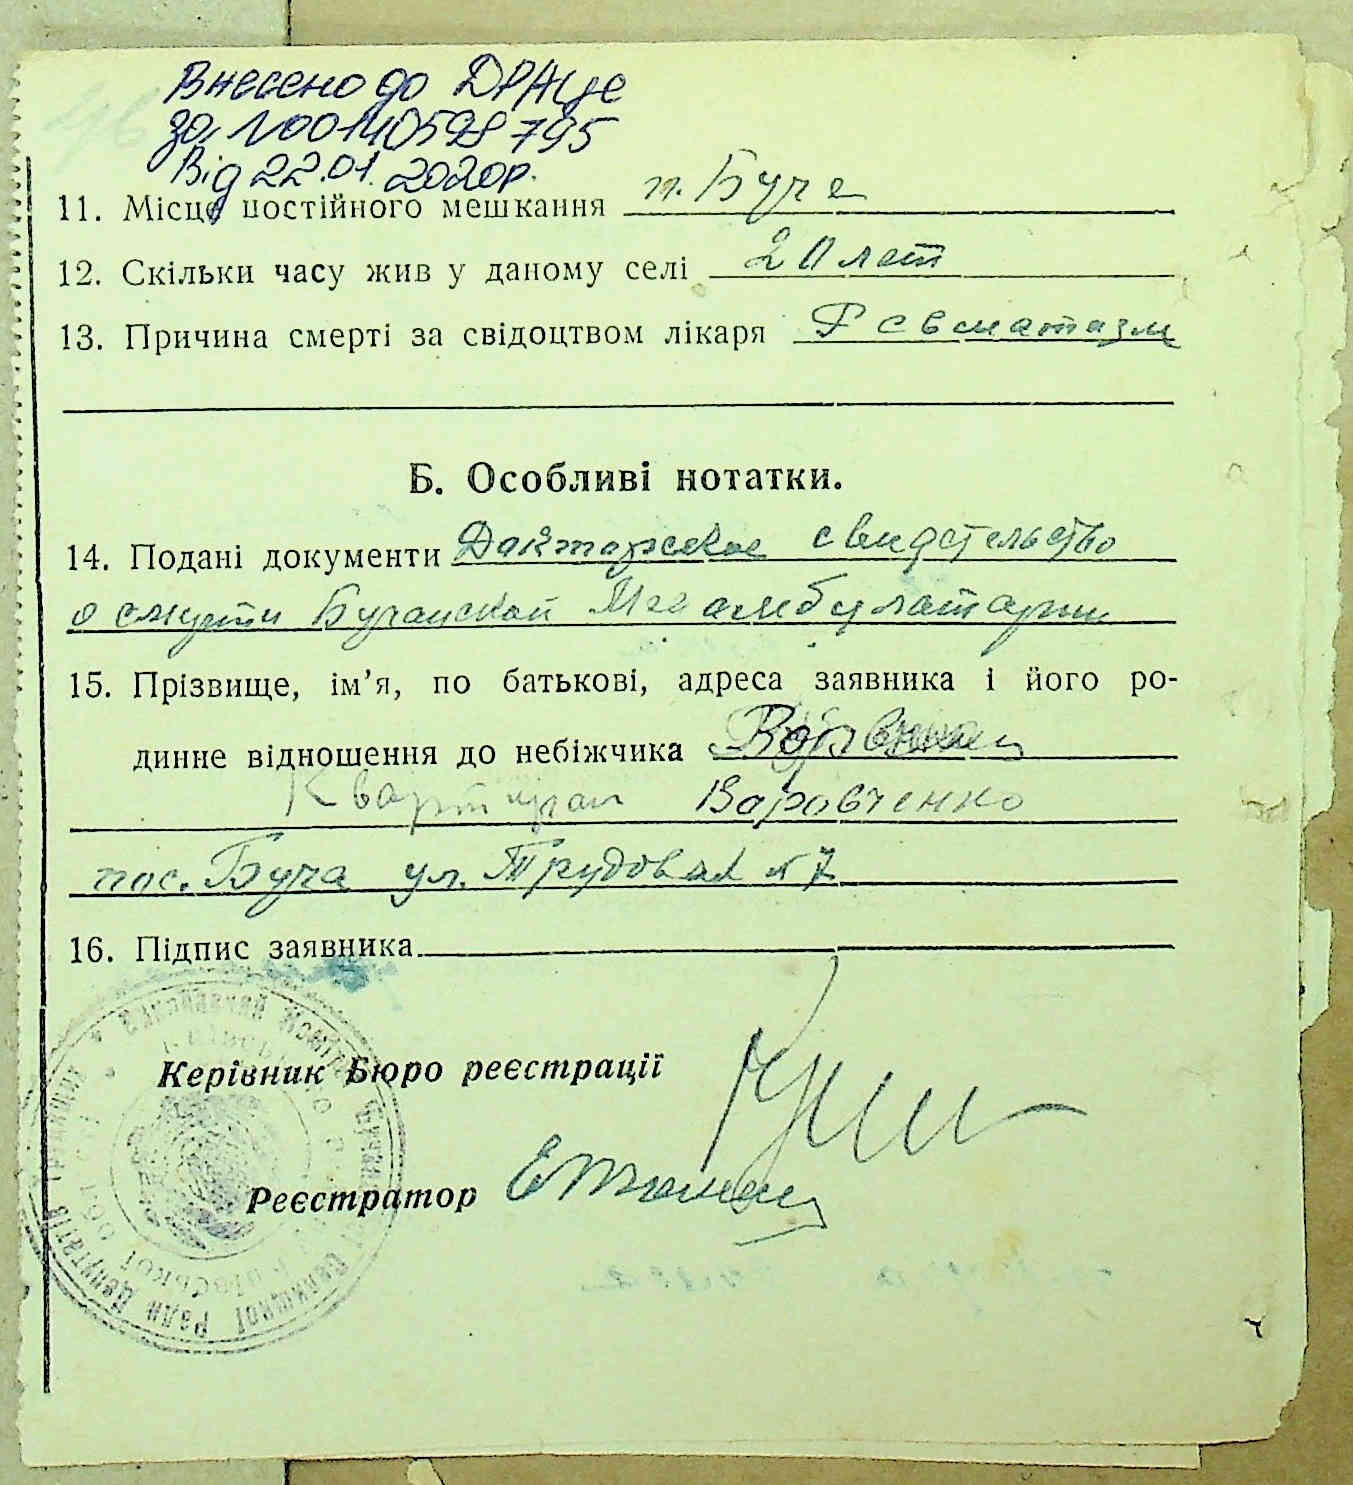 Внесено до ДРАЦС
за N00140598795
Від 22.01.2020р.
11. Місце постійного мешкання п. Буча
12. Скільки часу жив у даному селі 20 лет
13. Причина смерті за свідоцтвом лікаря Ревматизм
Б. Особливі нотатки.
14. Подані документи Докторское свидетельство
о смерти Бучанской амбулатории
15. Прізвище, ім’я, по батькові, адреса заявника і його ро-
динне відношення до небіжчика
Воровченко
пос. Буча ул. Трудовая N 7
16. Підпис заявника
Керівник Бюро реєстрації
Реєстратор